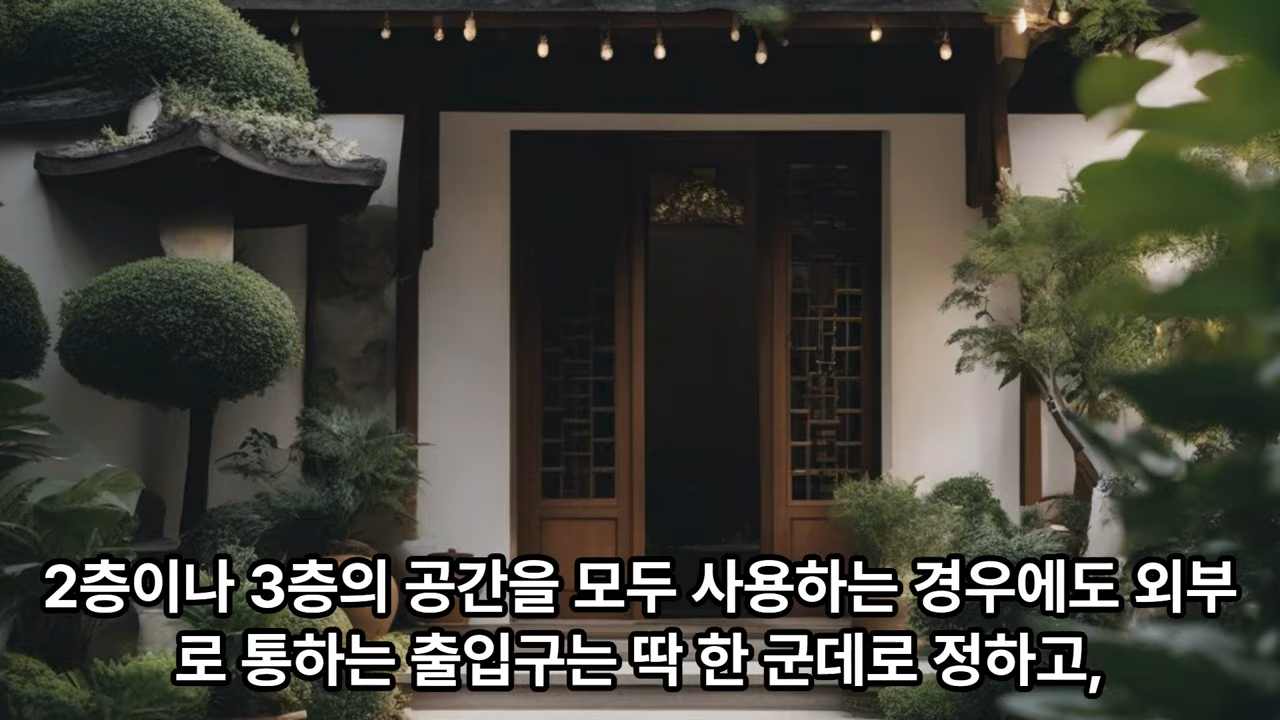 2층이나 3층의 공간을 모두 사용하는 경우에도 외부
로 통하는 출입구는 딱 한 군데로 정하고,